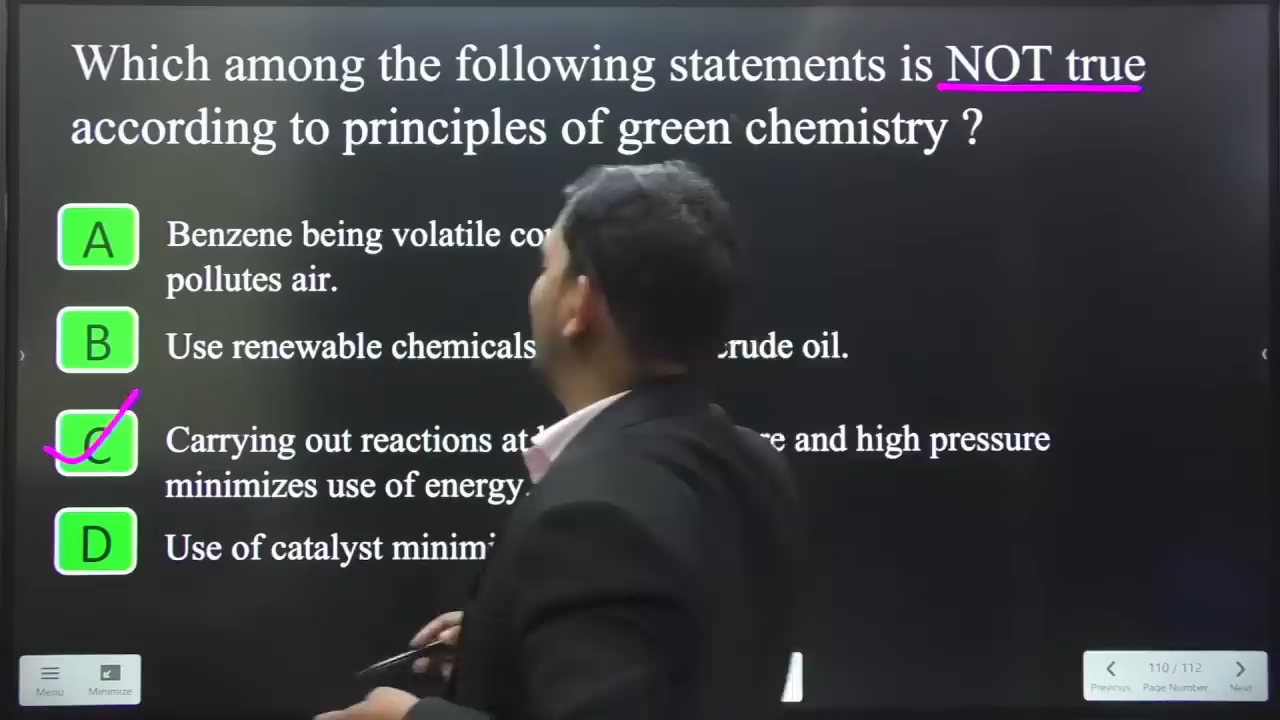 Which among the following statements is NOT true
according to principles of green chemistry ?
A
Benzene being volatile
pollutes air.
B
Use renewable chemicals crude oil.
C
Carrying out reactions at and high pressure
minimizes use of energy.
D
Use of catalyst
Menu
Minimize
110 / 112
Previous Page Number Next